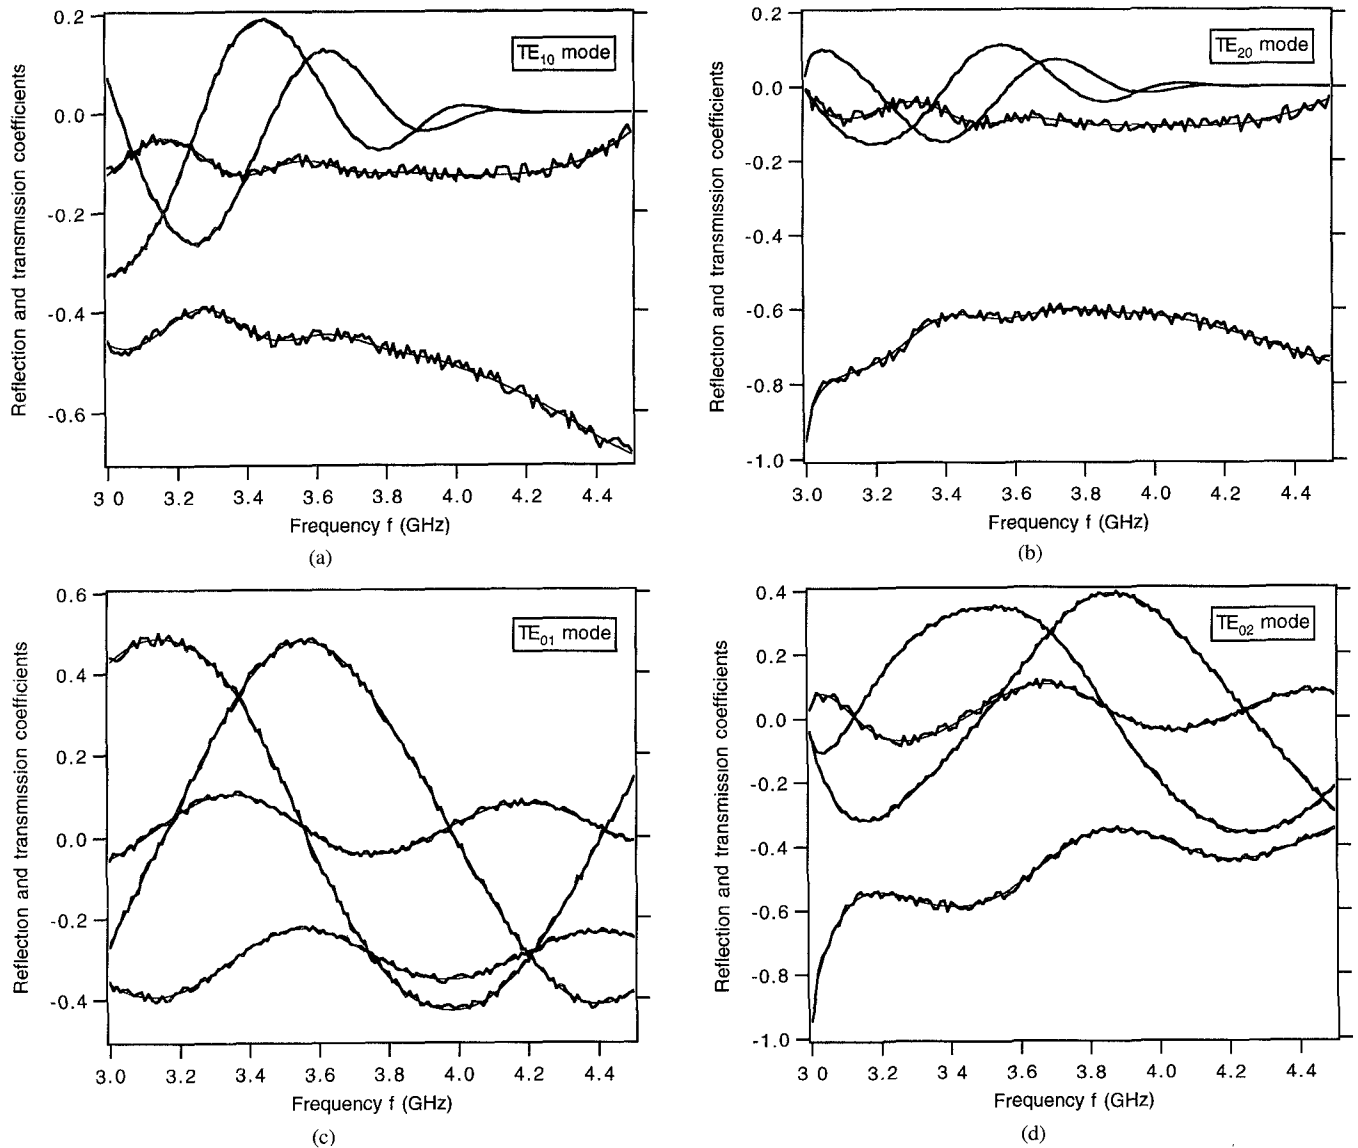 Reflection and transmission coefficients
0.2
0.0
-0.2
-0.4
-0.6
TE10 mode
3 0 3.2 3.4 3.6 3.8 4.0 4.2 4.4
Frequency f (GHz)
(a)
Reflection and transmission coefficients
0.2
0.0
-0.2
-0.4
-0.6
-0.8
-1.0
TE20 mode
3.0 3.2 3.4 3.6 3.8 4.0 4.2 4.4
Frequency f (GHz)
(b)
Reflection and transmission coefficients
0.6
0.4
0.2
0.0
-0.2
-0.4
TE01 mode
3.0 3.2 3.4 3.6 3.8 4.0 4.2 4.4
Frequency f (GHz)
(c)
Reflection and transmission coefficients
0.4
0.2
0.0
-0.2
-0.4
-0.6
-0.8
-1.0
TE02 mode
3 0 3.2 3 4 3.6 3.8 4.0 4.2 4.4
Frequency f (GHz)
(d)